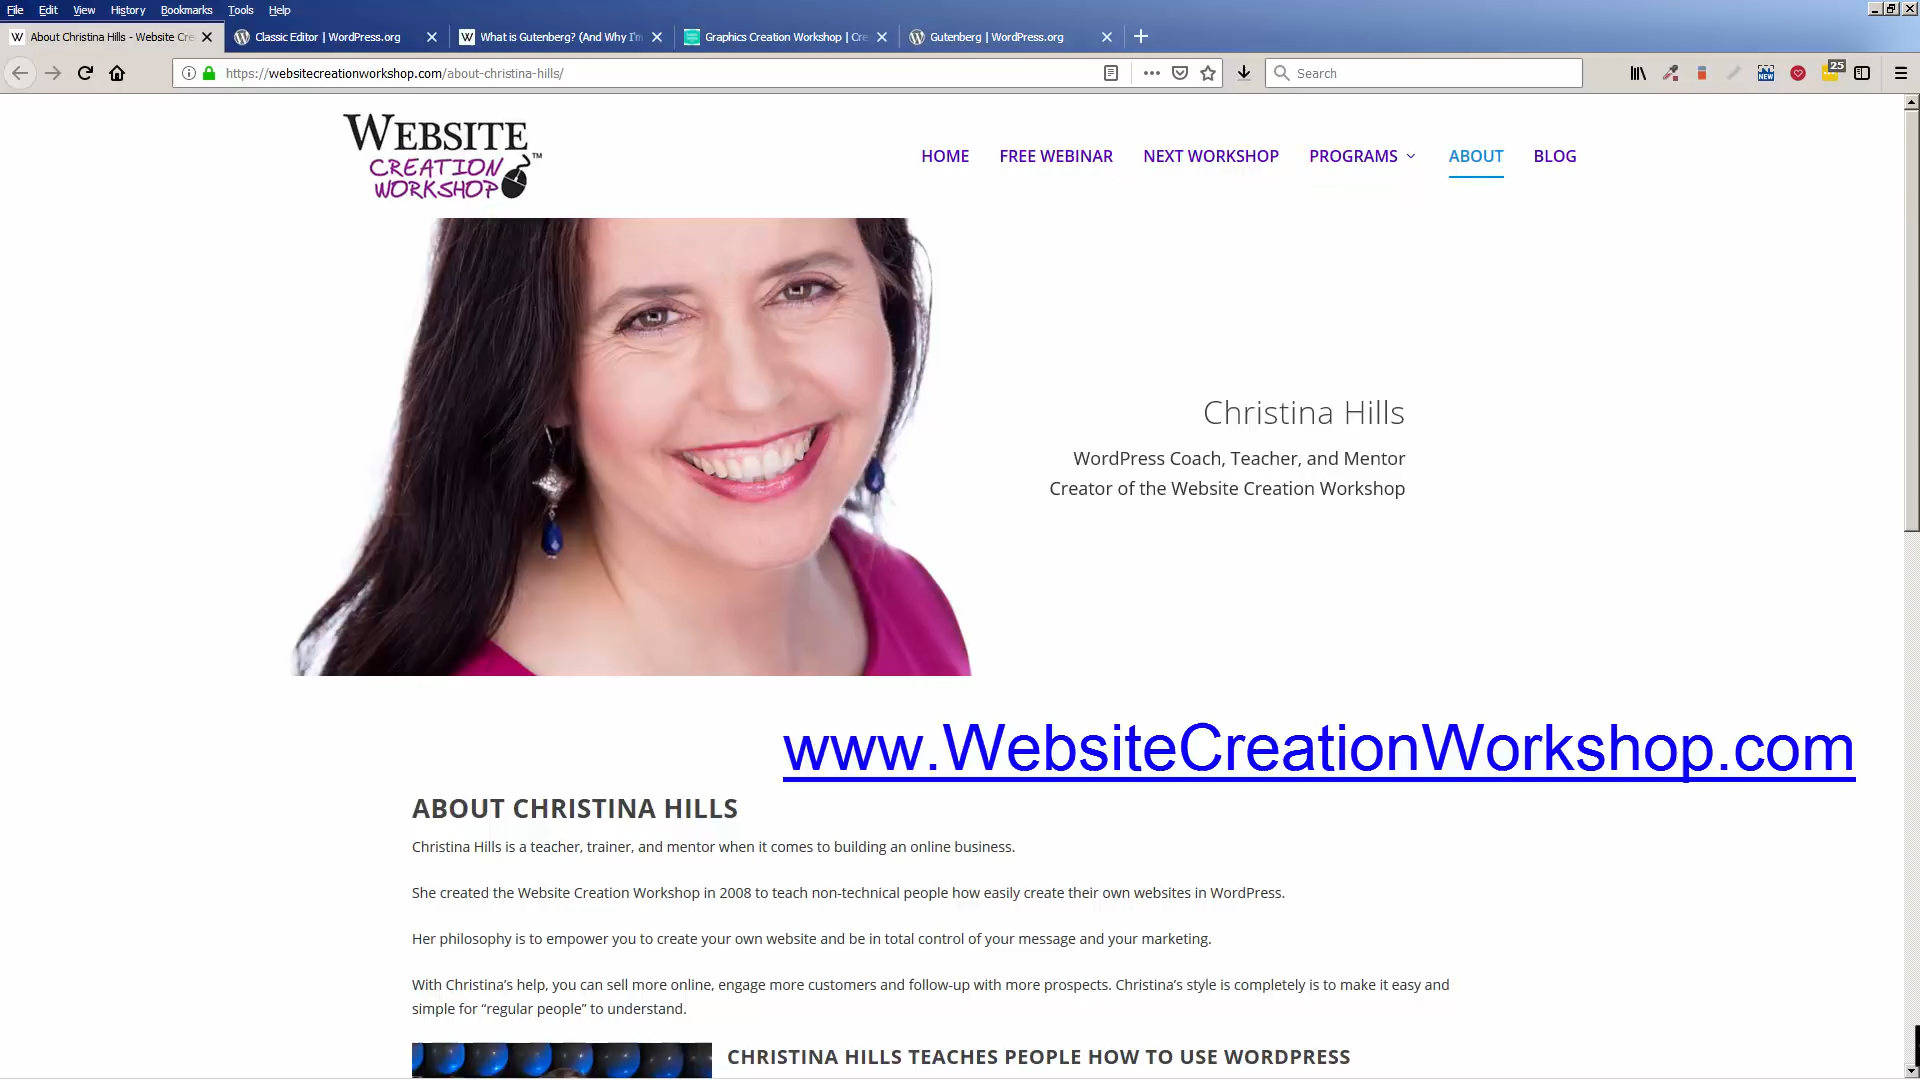 File Edit View History Bookmarks Tools Help
About Christina Hills - Website Cre
Classic Editor | WordPress.org
What is Gutenberg? (And Why I'm
Graphics Creation Workshop | Cre
Gutenberg | WordPress.org
https://websitecreationworkshop.com/about-christina-hills/
Search
NEW
25
WEBSITE
CREATION
WORKSHOP
™
HOME FREE WEBINAR NEXT WORKSHOP PROGRAMS ABOUT BLOG
Christina Hills
WordPress Coach, Teacher, and Mentor
Creator of the Website Creation Workshop
www.WebsiteCreationWorkshop.com
ABOUT CHRISTINA HILLS
Christina Hills is a teacher, trainer, and mentor when it comes to building an online business.
She created the Website Creation Workshop in 2008 to teach non-technical people how easily create their own websites in WordPress.
Her philosophy is to empower you to create your own website and be in total control of your message and your marketing.
With Christina’s help, you can sell more online, engage more customers and follow-up with more prospects. Christina’s style is completely is to make it easy and
simple for “regular people” to understand.
CHRISTINA HILLS TEACHES PEOPLE HOW TO USE WORDPRESS